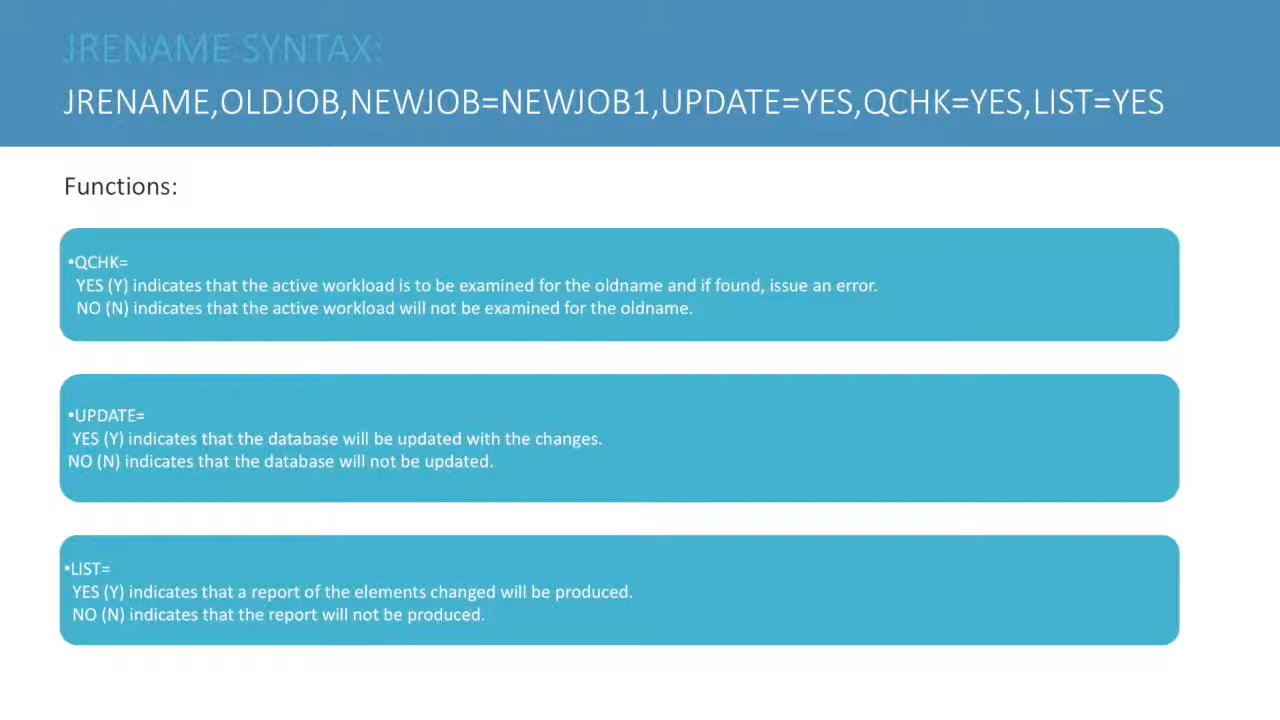 JRENAME SYNTAX:
JRENAME,OLDJOB,NEWJOB=NEWJOB1,UPDATE=YES,QCHK=YES,LIST=YES
Functions:
•QCHK=
YES (Y) indicates that the active workload is to be examined for the oldname and if found, issue an error.
NO (N) indicates that the active workload will not be examined for the oldname.
•UPDATE=
YES (Y) indicates that the database will be updated with the changes.
NO (N) indicates that the database will not be updated.
•LIST=
YES (Y) indicates that a report of the elements changed will be produced.
NO (N) indicates that the report will not be produced.